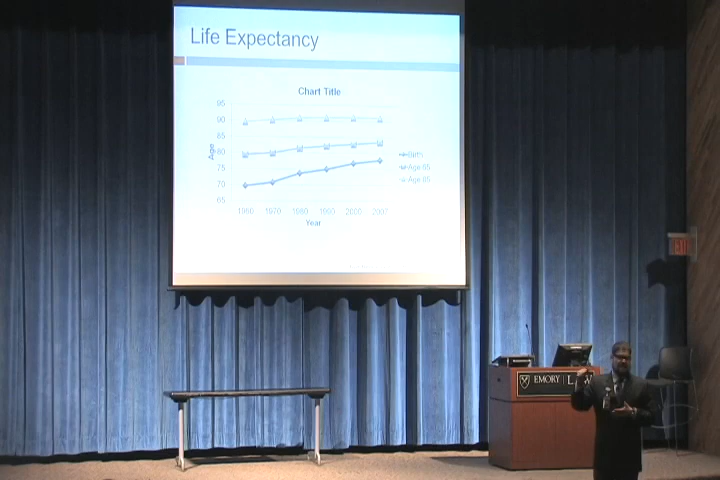 Life Expectancy
Chart Title
95
90
85
80
75
70
65
Age
1960 1970 1980 1990 2000 2007
Year
Birth
Age 65
Age 85
EXIT
EMORY | LAW